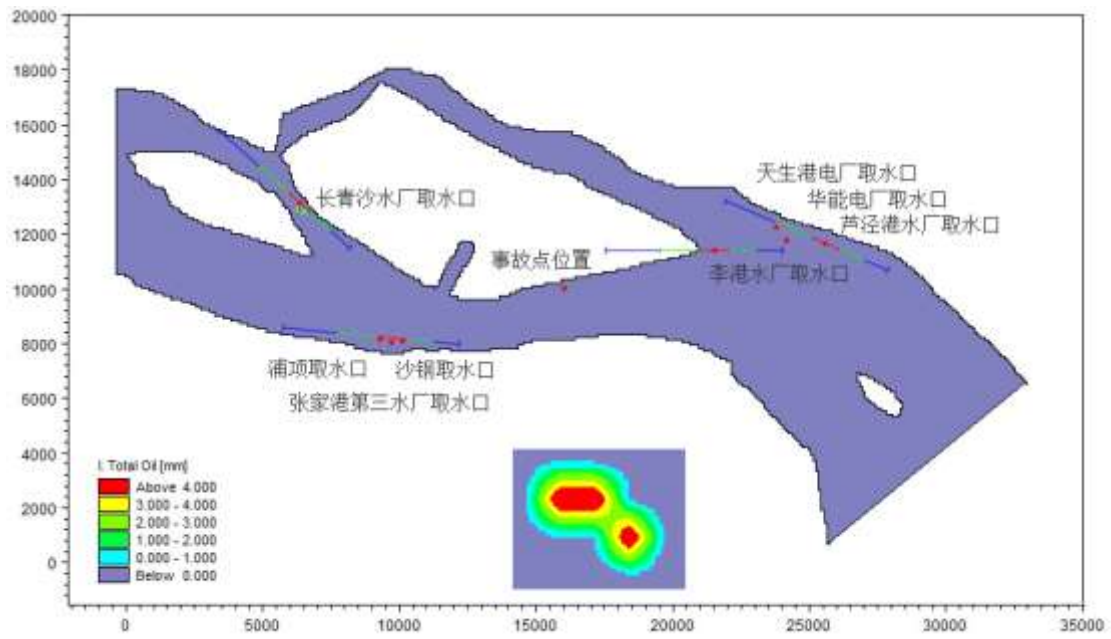 20000
18000
16000
14000
12000
10000
8000
6000
4000
2000
0
天生港电厂取水口
华能电厂取水口
芦泾港水厂取水口
长青沙水厂取水口
事故点位置
李港水厂取水口
浦项取水口
沙钢取水口
张家港第三水厂取水口
I. Total Oil [mm]
Above 4.000
3.000 - 4.000
2.000 - 3.000
1.000 - 2.000
0.000 - 1.000
Below 0.000
0
5000
10000
15000
20000
25000
30000
35000